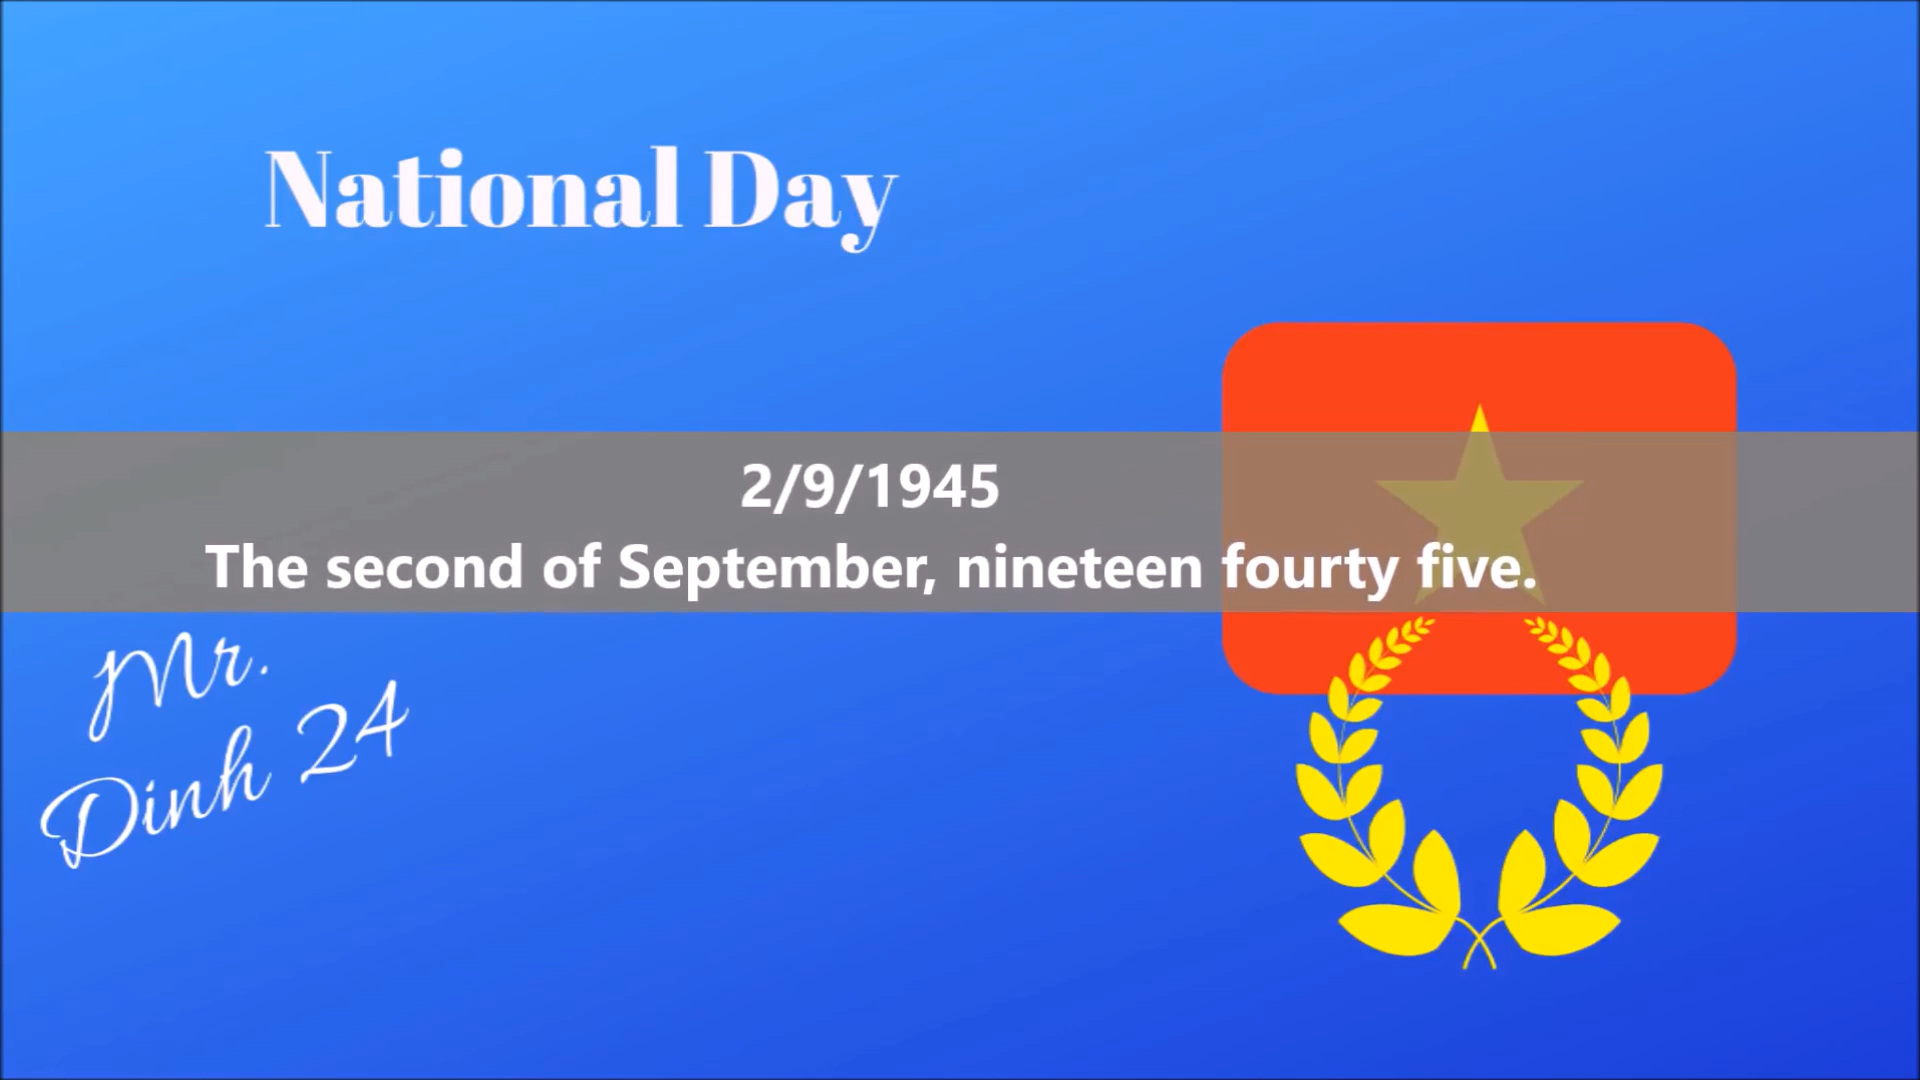 National Day
2/9/1945
The second of September, nineteen fourty five.
Mr.
Dinh 24